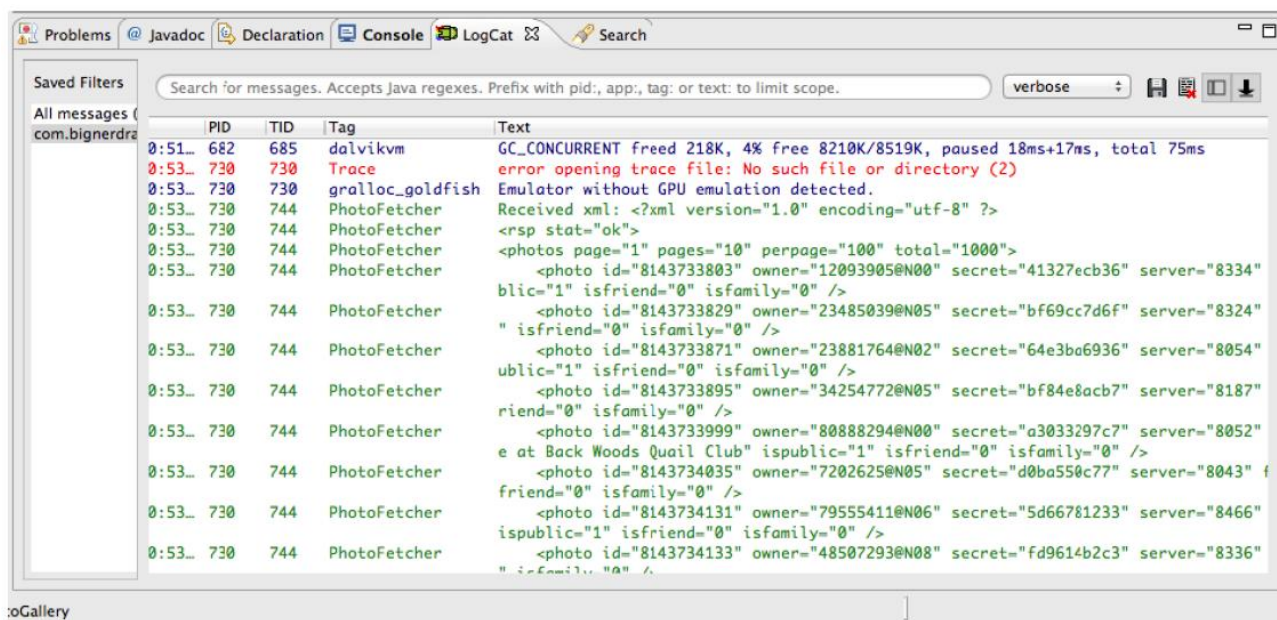 Problems @ Javadoc Declaration Console LogCat Search
Saved Filters
Search for messages. Accepts Java regexes. Prefix with pid:, app:, tag: or text: to limit scope.
verbose
All messages (
com.bignerdra
PID TID Tag Text
0:51… 682 685 dalvikvm GC_CONCURRENT freed 218K, 4% free 8210K/8519K, paused 18ms+17ms, total 75ms
0:53… 730 730 Trace error opening trace file: No such file or directory (2)
0:53… 730 730 gralloc_goldfish Emulator without GPU emulation detected.
0:53… 730 744 PhotoFetcher Received xml: <?xml version="1.0" encoding="utf-8" ?>
0:53… 730 744 PhotoFetcher <rsp stat="ok">
0:53… 730 744 PhotoFetcher <photos page="1" pages="10" perpage="100" total="1000">
0:53… 730 744 PhotoFetcher <photo id="8143733803" owner="12093905@N00" secret="41327ecb36" server="8334"
blic="1" isfriend="0" isfamily="0" />
0:53… 730 744 PhotoFetcher <photo id="8143733829" owner="23485039@N05" secret="bf69cc7d6f" server="8324"
" isfriend="0" isfamily="0" />
0:53… 730 744 PhotoFetcher <photo id="8143733871" owner="23881764@N02" secret="64e3ba6936" server="8054"
ublic="1" isfriend="0" isfamily="0" />
0:53… 730 744 PhotoFetcher <photo id="8143733895" owner="34254772@N05" secret="bf84e8acb7" server="8187"
riend="0" isfamily="0" />
0:53… 730 744 PhotoFetcher <photo id="8143733999" owner="80888294@N00" secret="a3033297c7" server="8052"
e at Back Woods Quail Club" ispublic="1" isfriend="0" isfamily="0" />
0:53… 730 744 PhotoFetcher <photo id="8143734035" owner="7202625@N05" secret="d0ba550c77" server="8043" f
friend="0" isfamily="0" />
0:53… 730 744 PhotoFetcher <photo id="8143734131" owner="79555411@N06" secret="5d66781233" server="8466"
ispublic="1" isfriend="0" isfamily="0" />
0:53… 730 744 PhotoFetcher <photo id="8143734133" owner="48507293@N08" secret="fd9614b2c3" server="8336"
" isfamily="0" /
toGallery